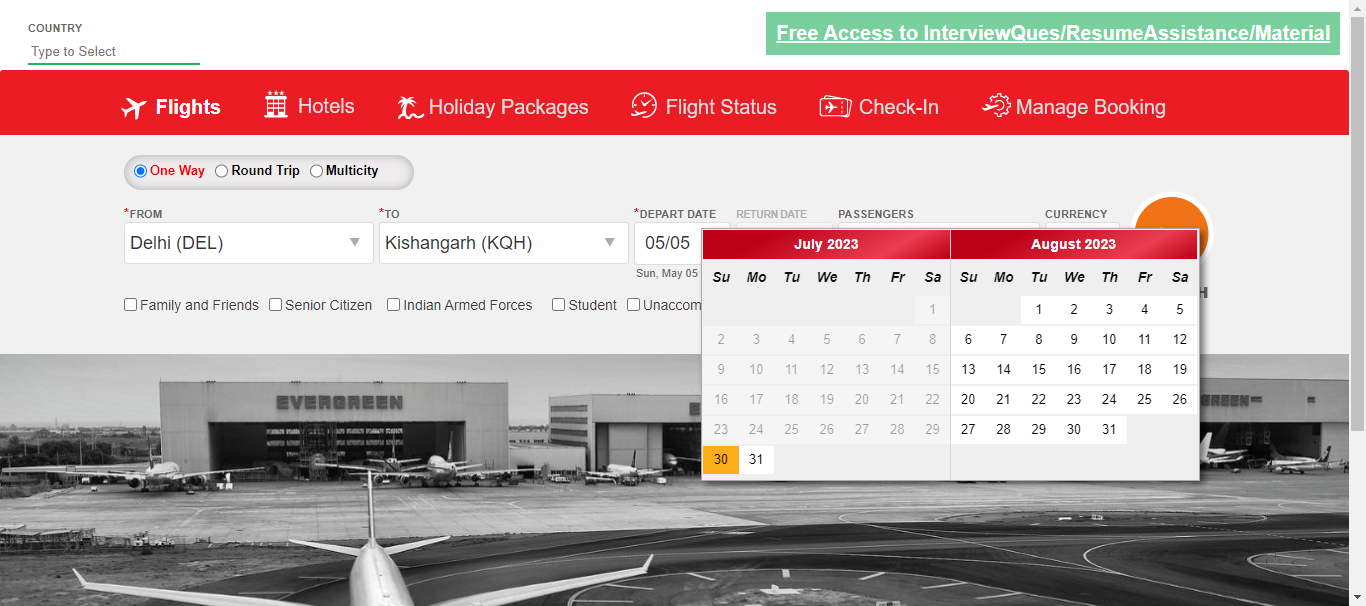 COUNTRY
Type to Select
Free Access to InterviewQues/ResumeAssistance/Material
Flights Hotels Holiday Packages Flight Status Check-In Manage Booking
One Way Round Trip Multicity
*FROM *TO *DEPART DATE RETURN DATE PASSENGERS CURRENCY
Delhi (DEL) Kishangarh (KQH) 05/05
Sun, May 05
Family and Friends Senior Citizen Indian Armed Forces Student Unaccom
H
July 2023 August 2023
Su Mo Tu We Th Fr Sa Su Mo Tu We Th Fr Sa
1 1 2 3 4 5
2 3 4 5 6 7 8 6 7 8 9 10 11 12
9 10 11 12 13 14 15 13 14 15 16 17 18 19
16 17 18 19 20 21 22 20 21 22 23 24 25 26
23 24 25 26 27 28 29 27 28 29 30 31
30 31
EVERGREEN